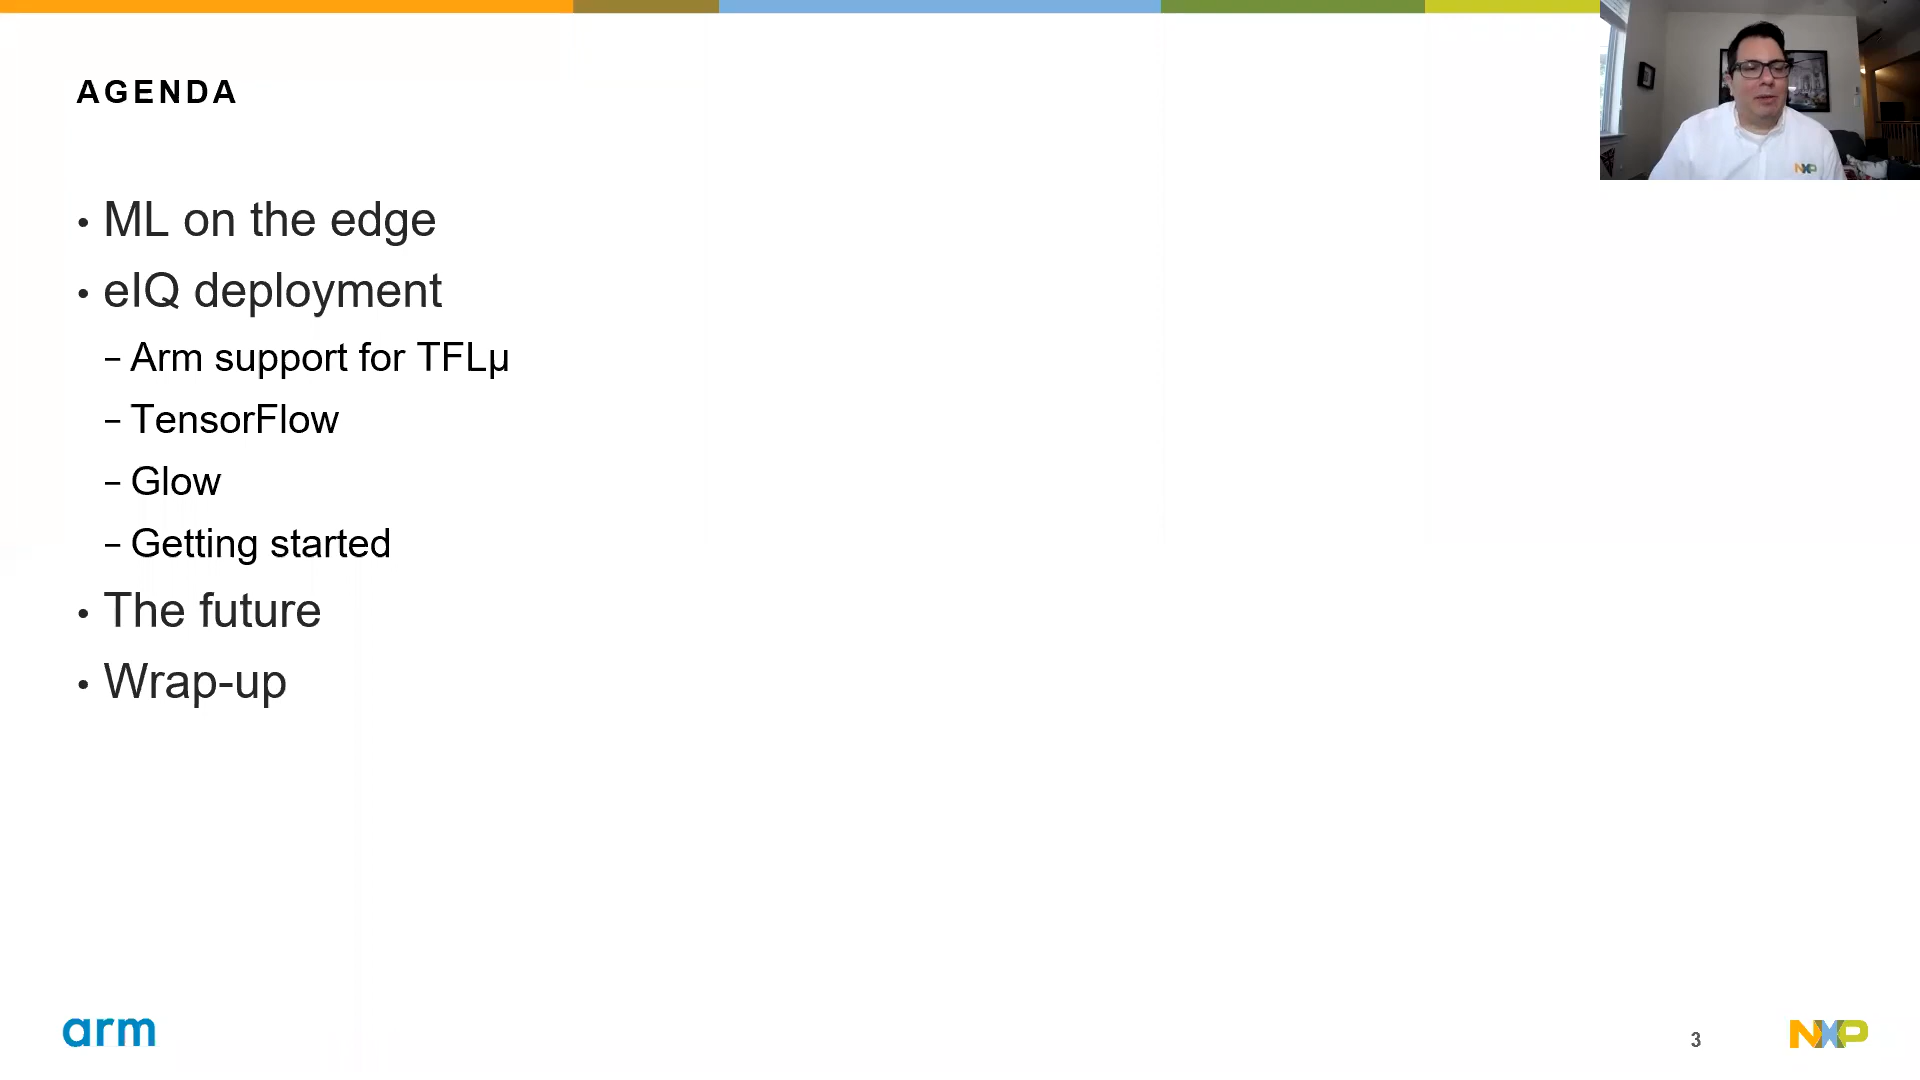 AGENDA
• ML on the edge
• eIQ deployment
– Arm support for TFLµ
– TensorFlow
– Glow
– Getting started
• The future
• Wrap-up
NXP
arm
3
NXP